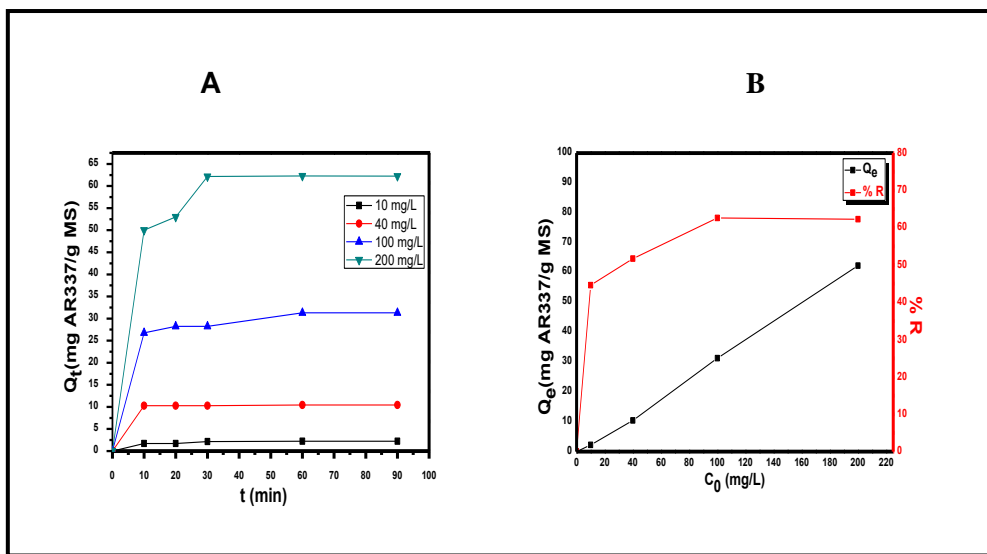 A
B
Qt(mg AR337/g MS)
65
60
55
50
45
40
35
30
25
20
15
10
5
0
10 mg/L
40 mg/L
100 mg/L
200 mg/L
0 10 20 30 40 50 60 70 80 90 100
t (min)
Qe(mg AR337/g MS)
100
90
80
70
60
50
40
30
20
10
0
Qe
% R
80
70
60
50
40
30
20
10
0
% R
0 20 40 60 80 100 120 140 160 180 200 220
C0 (mg/L)